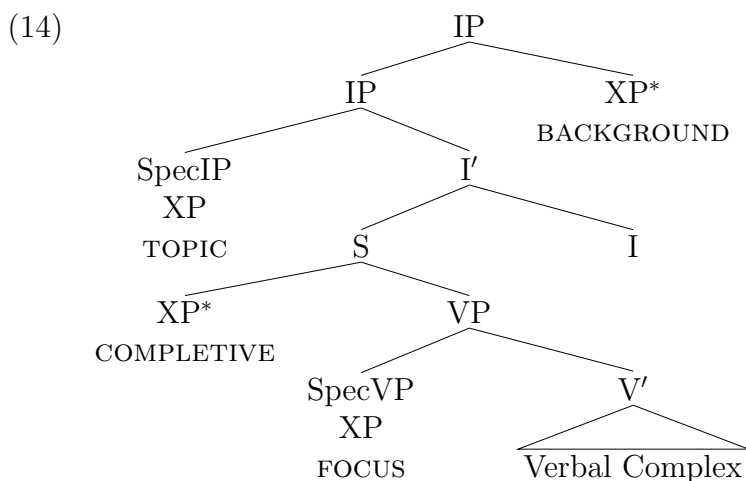 (14) IP
IP XP*
BACKGROUND
SpecIP I′
XP
TOPIC S I
XP* VP
COMPLETIVE
SpecVP V′
XP
FOCUS Verbal Complex